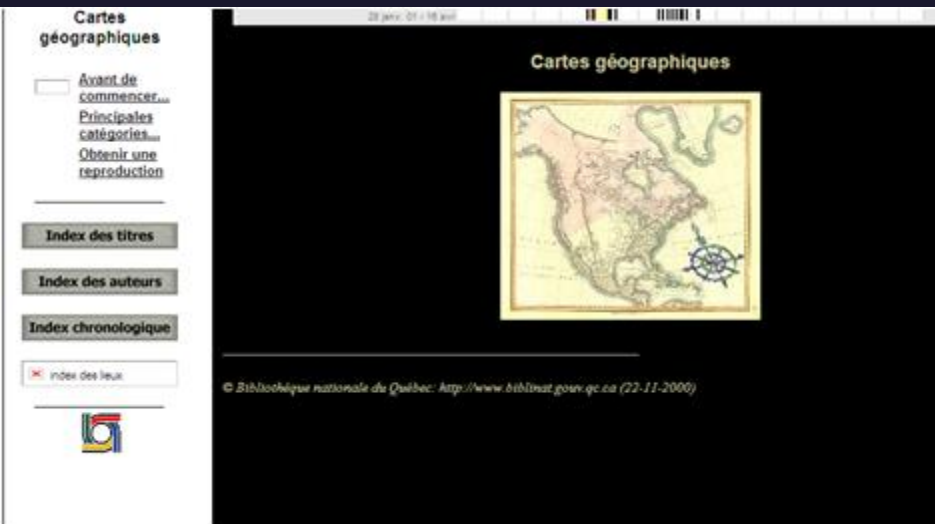 Cartes
géographiques
Avant de
commencer...
Principales
catégories...
Obtenir une
reproduction
Index des titres
Index des auteurs
Index chronologique
index des lieux
Cartes géographiques
© Bibliothèque nationale du Québec: http://www.biblinat.gouv.qc.ca (22-11-2000)